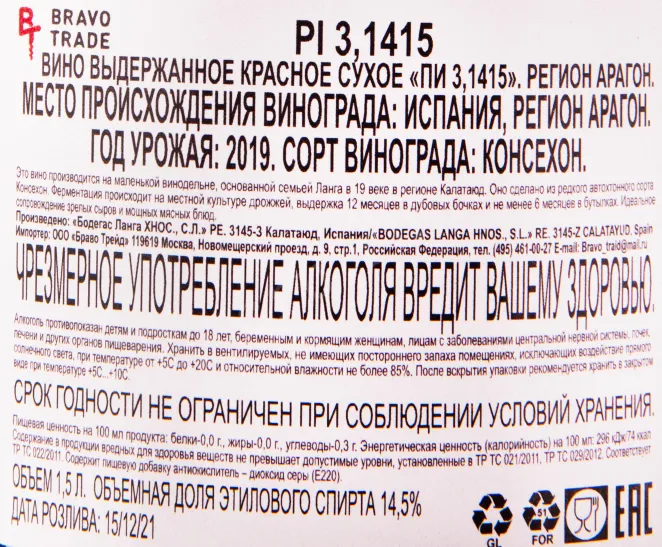 BRAVO
TRADE
PI 3,1415
ВИНО ВЫДЕРЖАННОЕ КРАСНОЕ СУХОЕ «ПИ 3,1415». РЕГИОН АРАГОН.
МЕСТО ПРОИСХОЖДЕНИЯ ВИНОГРАДА: ИСПАНИЯ, РЕГИОН АРАГОН.
ГОД УРОЖАЯ: 2019. СОРТ ВИНОГРАДА: КОНСЕХОН.
Это вино производится на маленькой винодельне, основанной семьей Ланга в 19 веке в регионе Калатаюд. Оно сделано из редкого автохтонного сорта
Консехон. Ферментация происходит на местной культуре дрожжей, выдержка 12 месяцев в дубовых бочках и не менее 6 месяцев в бутылках. Идеальное
сопровождение зрелых сыров и мощных мясных блюд.
Произведено: «Бодегас Ланга ХНОС., С.Л.» РЕ. 3145-З Калатаюд, Испания/«BODEGAS LANGA HNOS., S.L.» RE. 3145-Z CALATAYUD. Spain
Импортер: ООО «Браво Трейд» 119619 Москва, Новомещерский проезд, д. 9, стр.1, Российская Федерация, тел. (495) 461-00-27 E-mail: Bravo_traid@mail.ru
ЧРЕЗМЕРНОЕ УПОТРЕБЛЕНИЕ АЛКОГОЛЯ ВРЕДИТ ВАШЕМУ ЗДОРОВЬЮ.
Алкоголь противопоказан детям и подросткам до 18 лет, беременным и кормящим женщинам, лицам с заболеваниями центральной нервной системы, почек,
печени и других органов пищеварения. Хранить в вентилируемых, не имеющих постороннего запаха помещениях, исключающих воздействие прямого
солнечного света, при температуре от +5С до +20С и относительной влажности не более 85%. После вскрытия упаковки рекомендуется хранить в закрытом
виде при температуре +5С...+10С.
СРОК ГОДНОСТИ НЕ ОГРАНИЧЕН ПРИ СОБЛЮДЕНИИ УСЛОВИЙ ХРАНЕНИЯ.
Пищевая ценность на 100 мл продукта: белки-0,0 г., жиры-0,0 г., углеводы-0,3 г. Энергетическая ценность (калорийность) на 100 мл: 296 кДж/74 ккал
Содержание в продукции вредных для здоровья веществ не превышает допустимые уровни, установленные в ТР ТС 021/2011, ТР ТС 029/2012. Соответствует
ТР ТС 022/2011. Содержит пищевую добавку антиокислитель – диоксид серы (Е220).
ОБЪЕМ 1,5 Л. ОБЪЕМНАЯ ДОЛЯ ЭТИЛОВОГО СПИРТА 14,5%
ДАТА РОЗЛИВА: 15/12/21
GL
51
FOR
EAC